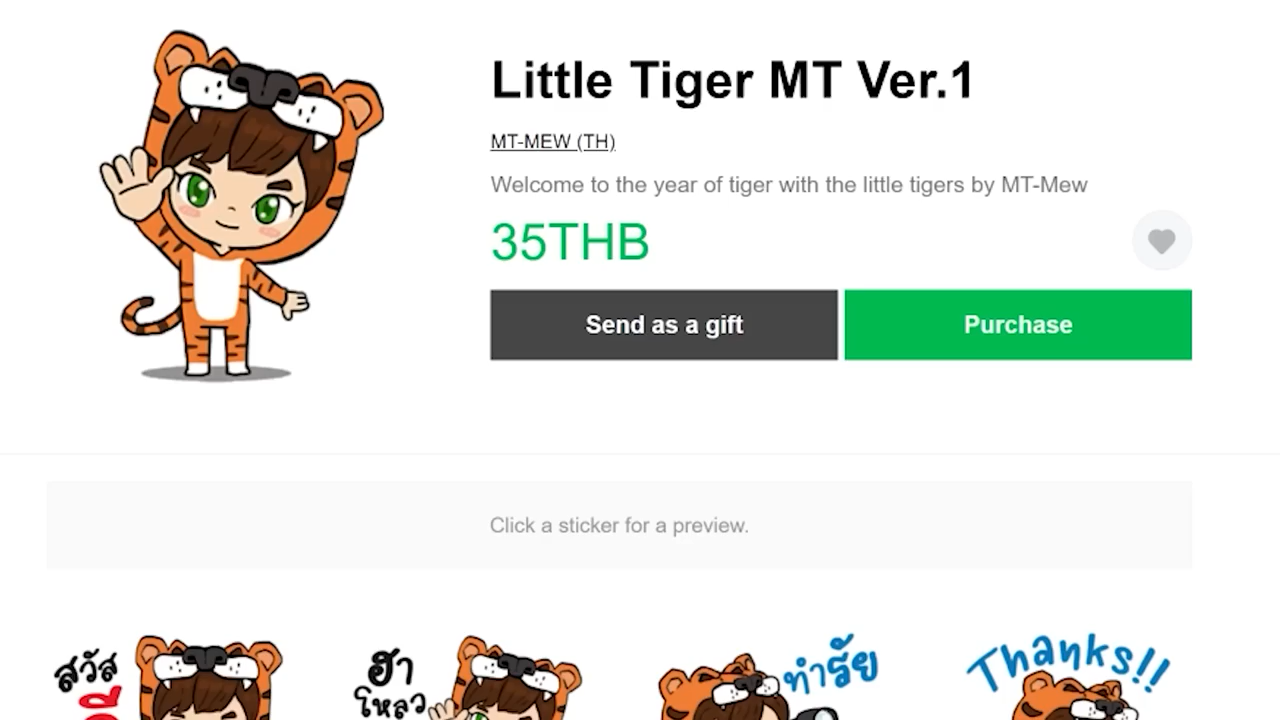 Little Tiger MT Ver.1
MT-MEW (TH)
Welcome to the year of tiger with the little tigers by MT-Mew
35THB
Send as a gift
Purchase
Click a sticker for a preview.
สวัส
ฮา
โหลว
ทำรัย
Thanks!!